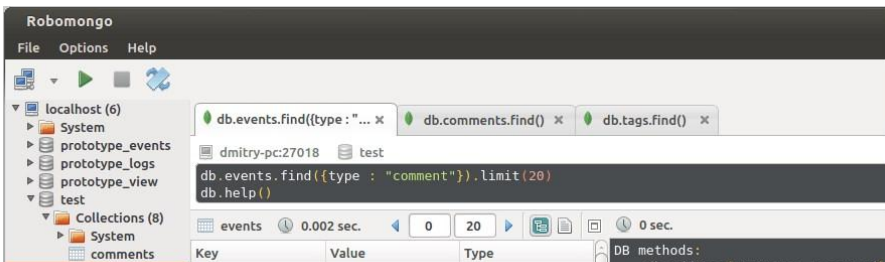 Robomongo
File Options Help
localhost (6)
System
prototype_events
prototype_logs
prototype_view
test
Collections (8)
System
comments
db.events.find({type : "... × db.comments.find() × db.tags.find() ×
dmitry-pc:27018 test
db.events.find({type : "comment"}).limit(20)
db.help()
events 0.002 sec. 0 20 0 sec.
Key Value Type DB methods: